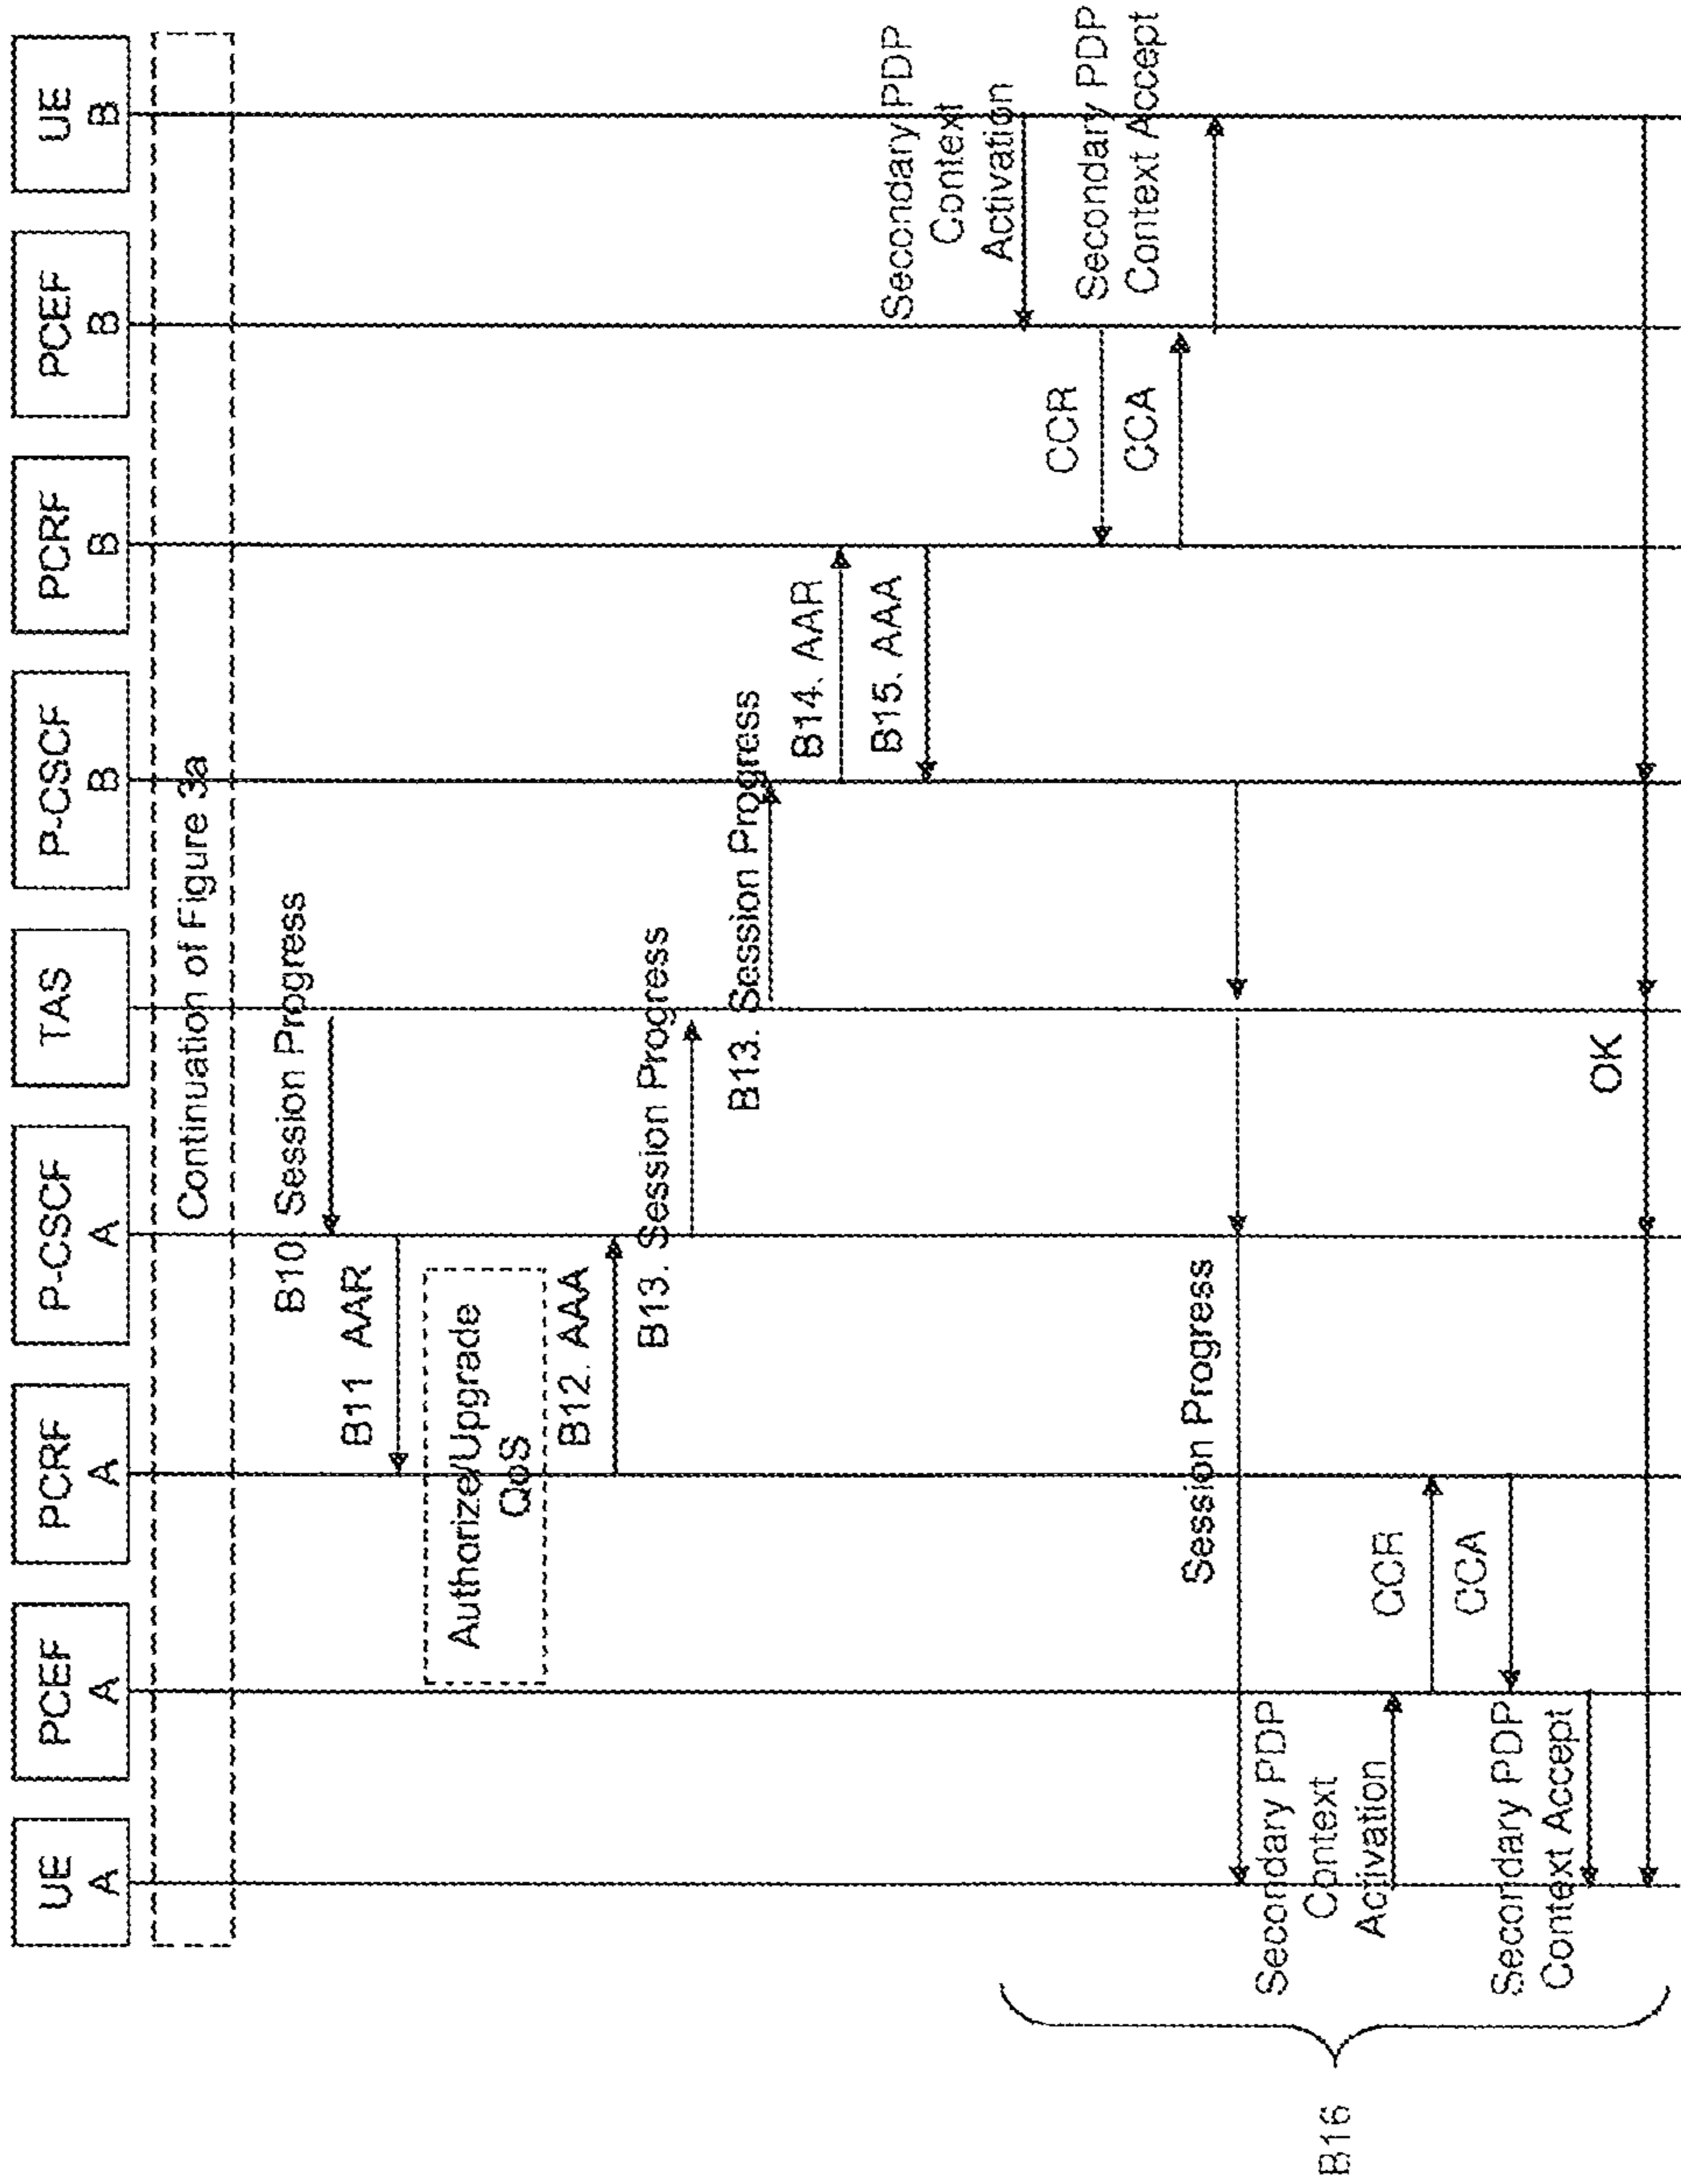 UE
A
PCEF
A
PCRF
A
P-CSCF
A
TAS
P-CSCF
B
PCRF
B
PCEF
B
UE
B
Continuation of Figure 3a
B10 Session Progress
B11 AAR
Authorize/Upgrade
QoS
B12. AAA
B13. Session Progress
B13. Session Progress
B14. AAR
B15. AAA
Secondary PDP
Context
Activation
CCR
CCA
Secondary PDP
Context Accept
Session Progress
Secondary PDP
Context
Activation
CCR
CCA
Secondary PDP
Context Accept
OK
B16